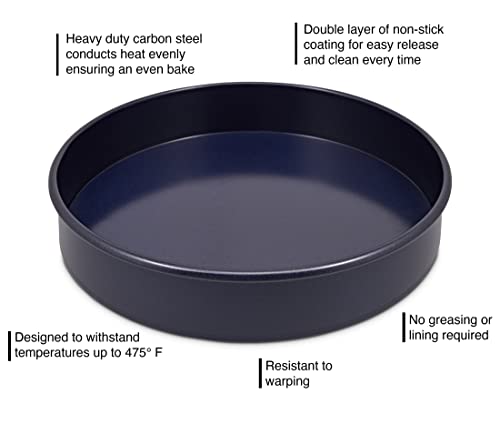 Heavy duty carbon steel
conducts heat evenly
ensuring an even bake
Double layer of non-stick
coating for easy release
and clean every time
No greasing or
lining required
Designed to withstand
temperatures up to 475° F
Resistant to
warping